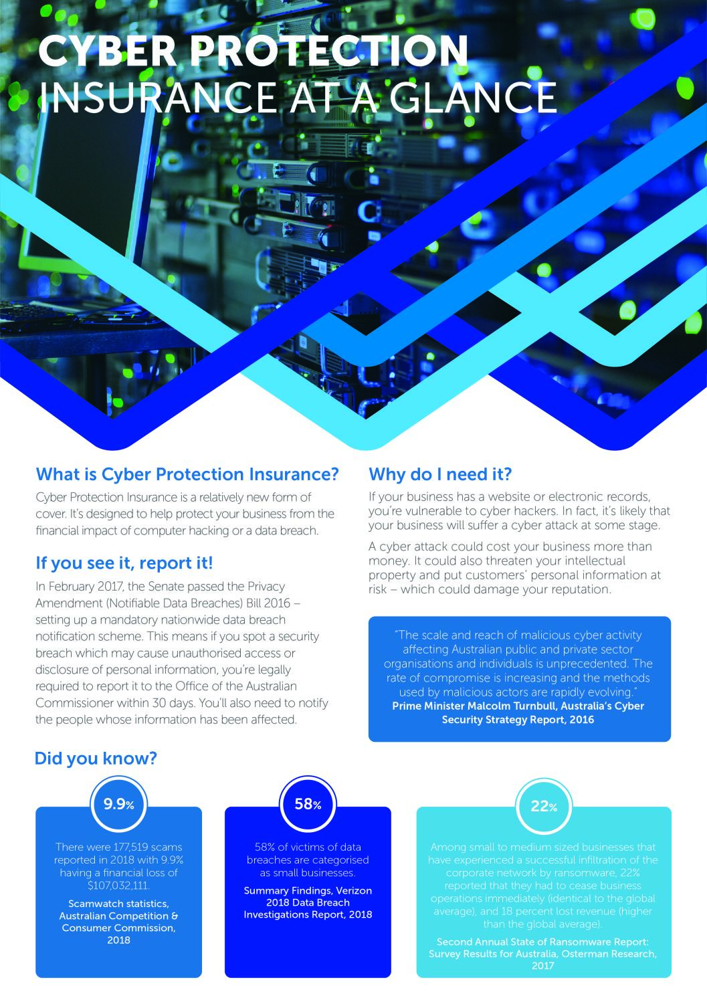 CYBER PROTECTION
INSURANCE AT A GLANCE
What is Cyber Protection Insurance?
Cyber Protection Insurance is a relatively new form of
cover. It's designed to help protect your business from the
financial impact of computer hacking or a data breach.
If you see it, report it!
In February 2017, the Senate passed the Privacy
Amendment (Notifiable Data Breaches) Bill 2016 –
setting up a mandatory nationwide data breach
notification scheme. This means if you spot a security
breach which may cause unauthorised access or
disclosure of personal information, you're legally
required to report it to the Office of the Australian
Commissioner within 30 days. You'll also need to notify
the people whose information has been affected.
Why do I need it?
If your business has a website or electronic records,
you're vulnerable to cyber hackers. In fact, it's likely that
your business will suffer a cyber attack at some stage.
A cyber attack could cost your business more than
money. It could also threaten your intellectual
property and put customers' personal information at
risk – which could damage your reputation.
"The scale and reach of malicious cyber activity
affecting Australian public and private sector
organisations and individuals is unprecedented. The
rate of compromise is increasing and the methods
used by malicious actors are rapidly evolving."
Prime Minister Malcolm Turnbull, Australia's Cyber
Security Strategy Report, 2016
Did you know?
9.9%
There were 177,519 scams
reported in 2018 with 9.9%
having a financial loss of
$107,032,111.
Scamwatch statistics,
Australian Competition &
Consumer Commission,
2018
58%
58% of victims of data
breaches are categorised
as small businesses.
Summary Findings, Verizon
2018 Data Breach
Investigations Report, 2018
22%
Among small to medium sized businesses that
have experienced a successful infiltration of the
corporate network by ransomware, 22%
reported that they had to cease business
operations immediately (identical to the global
average), and 18 percent lost revenue (higher
than the global average).
Second Annual State of Ransomware Report:
Survey Results for Australia, Osterman Research,
2017